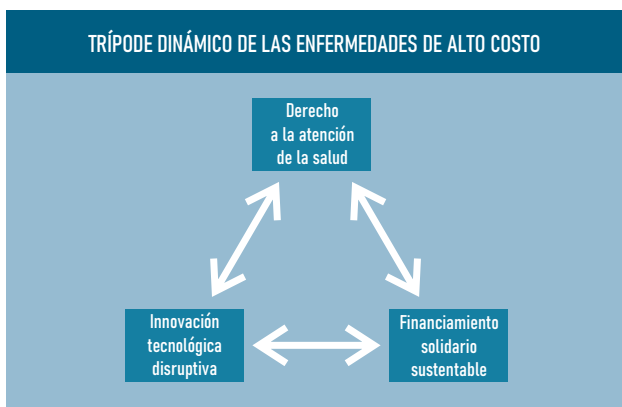 TRÍPODE DINÁMICO DE LAS ENFERMEDADES DE ALTO COSTO
Derecho
a la atención
de la salud
Innovación
tecnológica
disruptiva
Financiamiento
solidario
sustentable